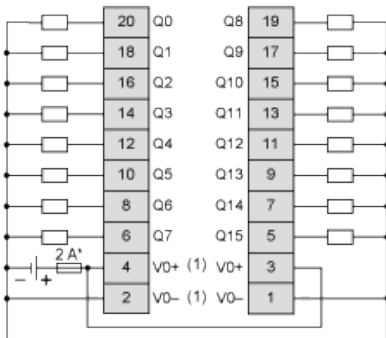 20 Q0 Q8 19
18 Q1 Q9 17
16 Q2 Q10 15
14 Q3 Q11 13
12 Q4 Q12 11
10 Q5 Q13 9
8 Q6 Q14 7
6 Q7 Q15 5
2 A*
− + 4 V0+ (1) V0+ 3
2 V0− (1) V0− 1